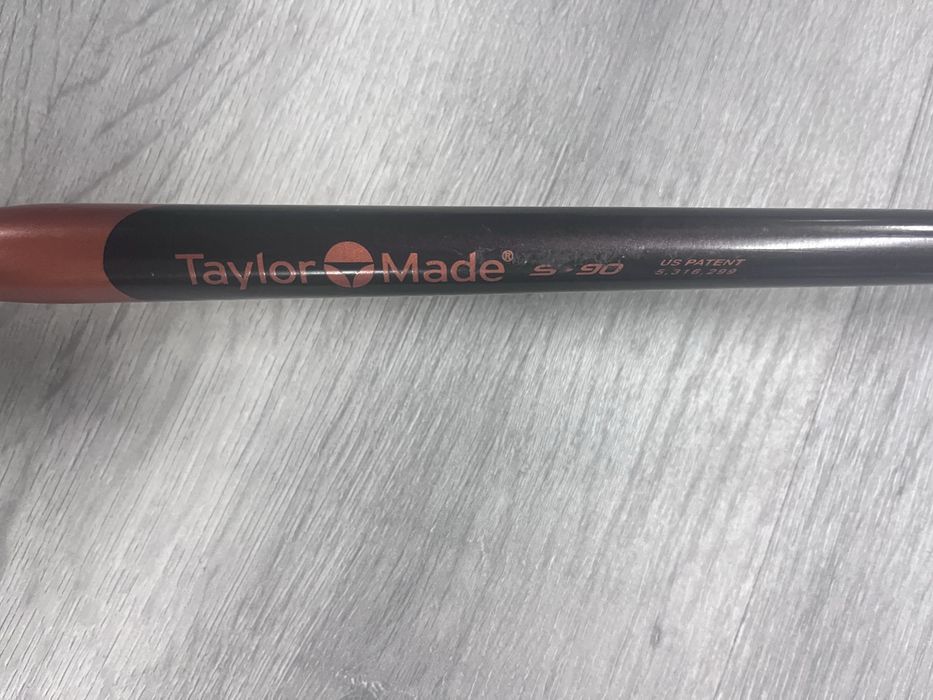 TaylorMade® S-90
US PATENT
5,316,299